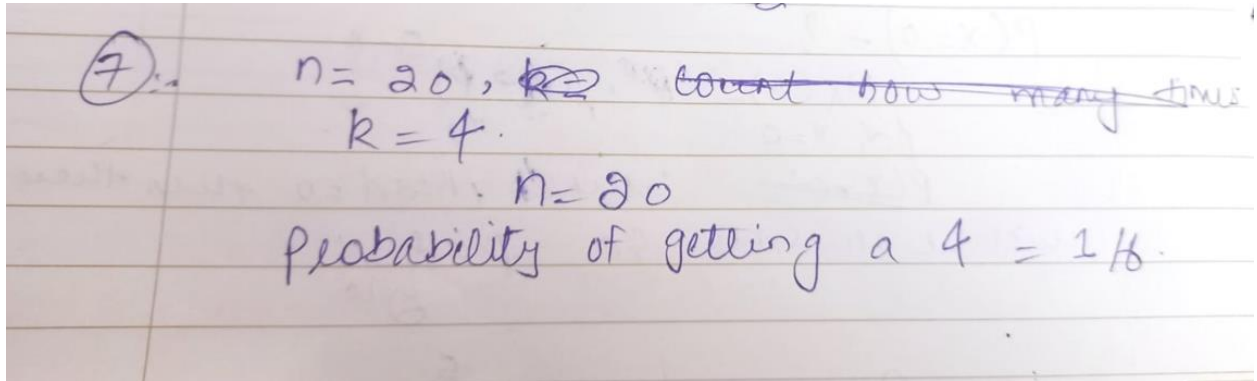 7:- n = 20, k = count how many times
k = 4.
n = 20
Probability of getting a 4 = 1/6.